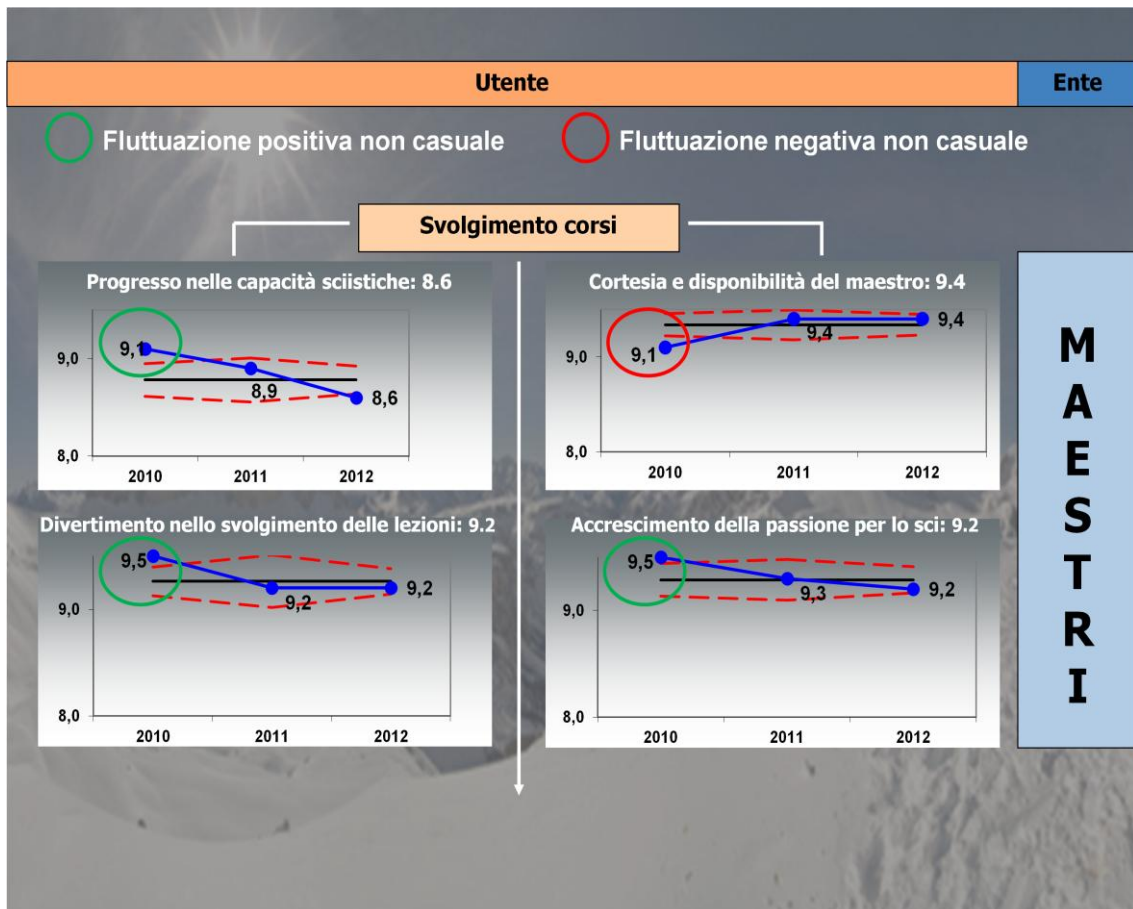 Utente
Ente
Fluttuazione positiva non casuale
Fluttuazione negativa non casuale
Svolgimento corsi
Progresso nelle capacità sciistiche: 8.6
9,1
9,0
8,9
8,6
8,0
2010
2011
2012
Cortesia e disponibilità del maestro: 9.4
9,4
9,4
9,1
9,0
8,0
2010
2011
2012
Divertimento nello svolgimento delle lezioni: 9.2
9,5
9,2
9,2
9,0
8,0
2010
2011
2012
Accrescimento della passione per lo sci: 9.2
9,5
9,3
9,2
9,0
8,0
2010
2011
2012
M
A
E
S
T
R
I